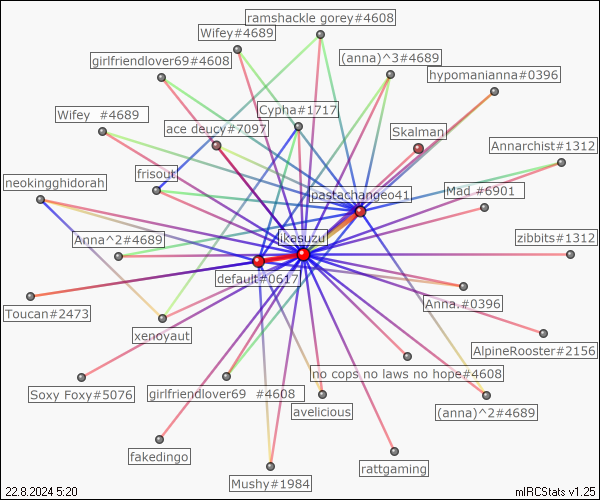 ramshackle gorey#4608
Wifey#4689
girlfriendlover69#4608
(anna)^3#4689
hypomanianna#0396
Cypha#1717
Wifey  #4689
ace deucy#7097
Skalman
Annarchist#1312
frisout
neokingghidorah
pastachangeo41
Mad #6901
Anna^2#4689
ikasuzu
zibbits#1312
default#0617
Anna.#0396
Toucan#2473
xenoyaut
AlpineRooster#2156
no cops no laws no hope#4608
Soxy Foxy#5076
girlfriendlover69  #4608
avelicious
(anna)^2#4689
fakedingo
rattgaming
Mushy#1984
22.8.2024 5:20
mIRCStats v1.25